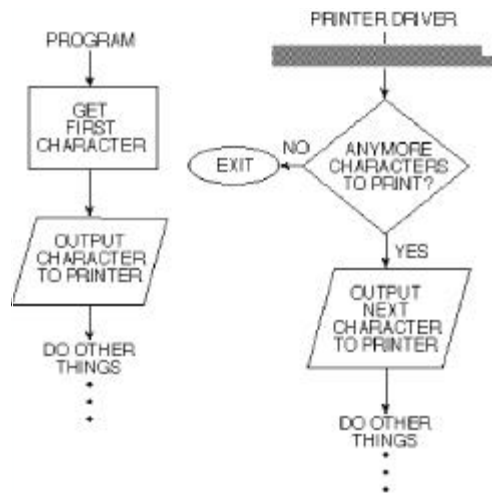 PROGRAM
GET
FIRST
CHARACTER
OUTPUT
CHARACTER
TO PRINTER
DO OTHER
THINGS
PRINTER DRIVER
ANYMORE
CHARACTERS
TO PRINT?
NO
EXIT
YES
OUTPUT
NEXT
CHARACTER
TO PRINTER
DO OTHER
THINGS